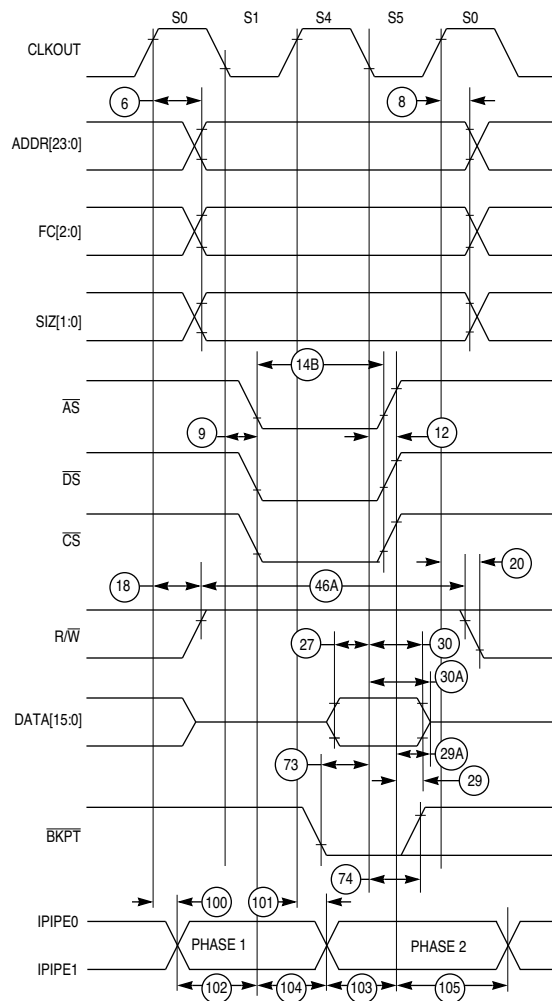 S0 S1 S4 S5 S0
CLKOUT
6 8
ADDR[23:0]
FC[2:0]
SIZ[1:0]
14B
AS
9 12
DS
CS
20
18 46A
R/W
27 30
30A
DATA[15:0]
29A
73 29
BKPT
74
100 101
IPIPE0
PHASE 1 PHASE 2
IPIPE1
102 104 103 105